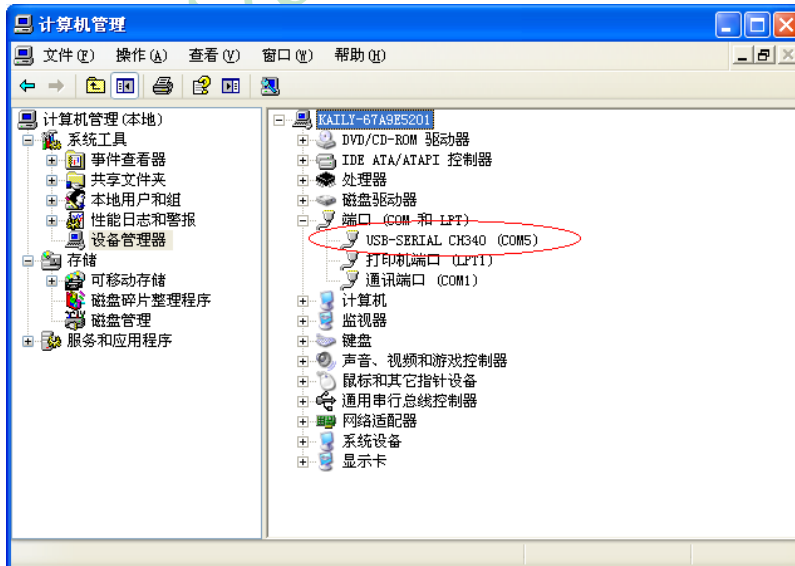 计算机管理
文件(F) 操作(A) 查看(V) 窗口(W) 帮助(H)
计算机管理(本地)
系统工具
事件查看器
共享文件夹
本地用户和组
性能日志和警报
设备管理器
存储
可移动存储
磁盘碎片整理程序
磁盘管理
服务和应用程序
KAILY-67A9E5201
DVD/CD-ROM 驱动器
IDE ATA/ATAPI 控制器
处理器
磁盘驱动器
端口 (COM 和 LPT)
USB-SERIAL CH340 (COM5)
打印机端口 (LPT1)
通讯端口 (COM1)
计算机
监视器
键盘
声音、视频和游戏控制器
鼠标和其它指针设备
通用串行总线控制器
网络适配器
系统设备
显示卡